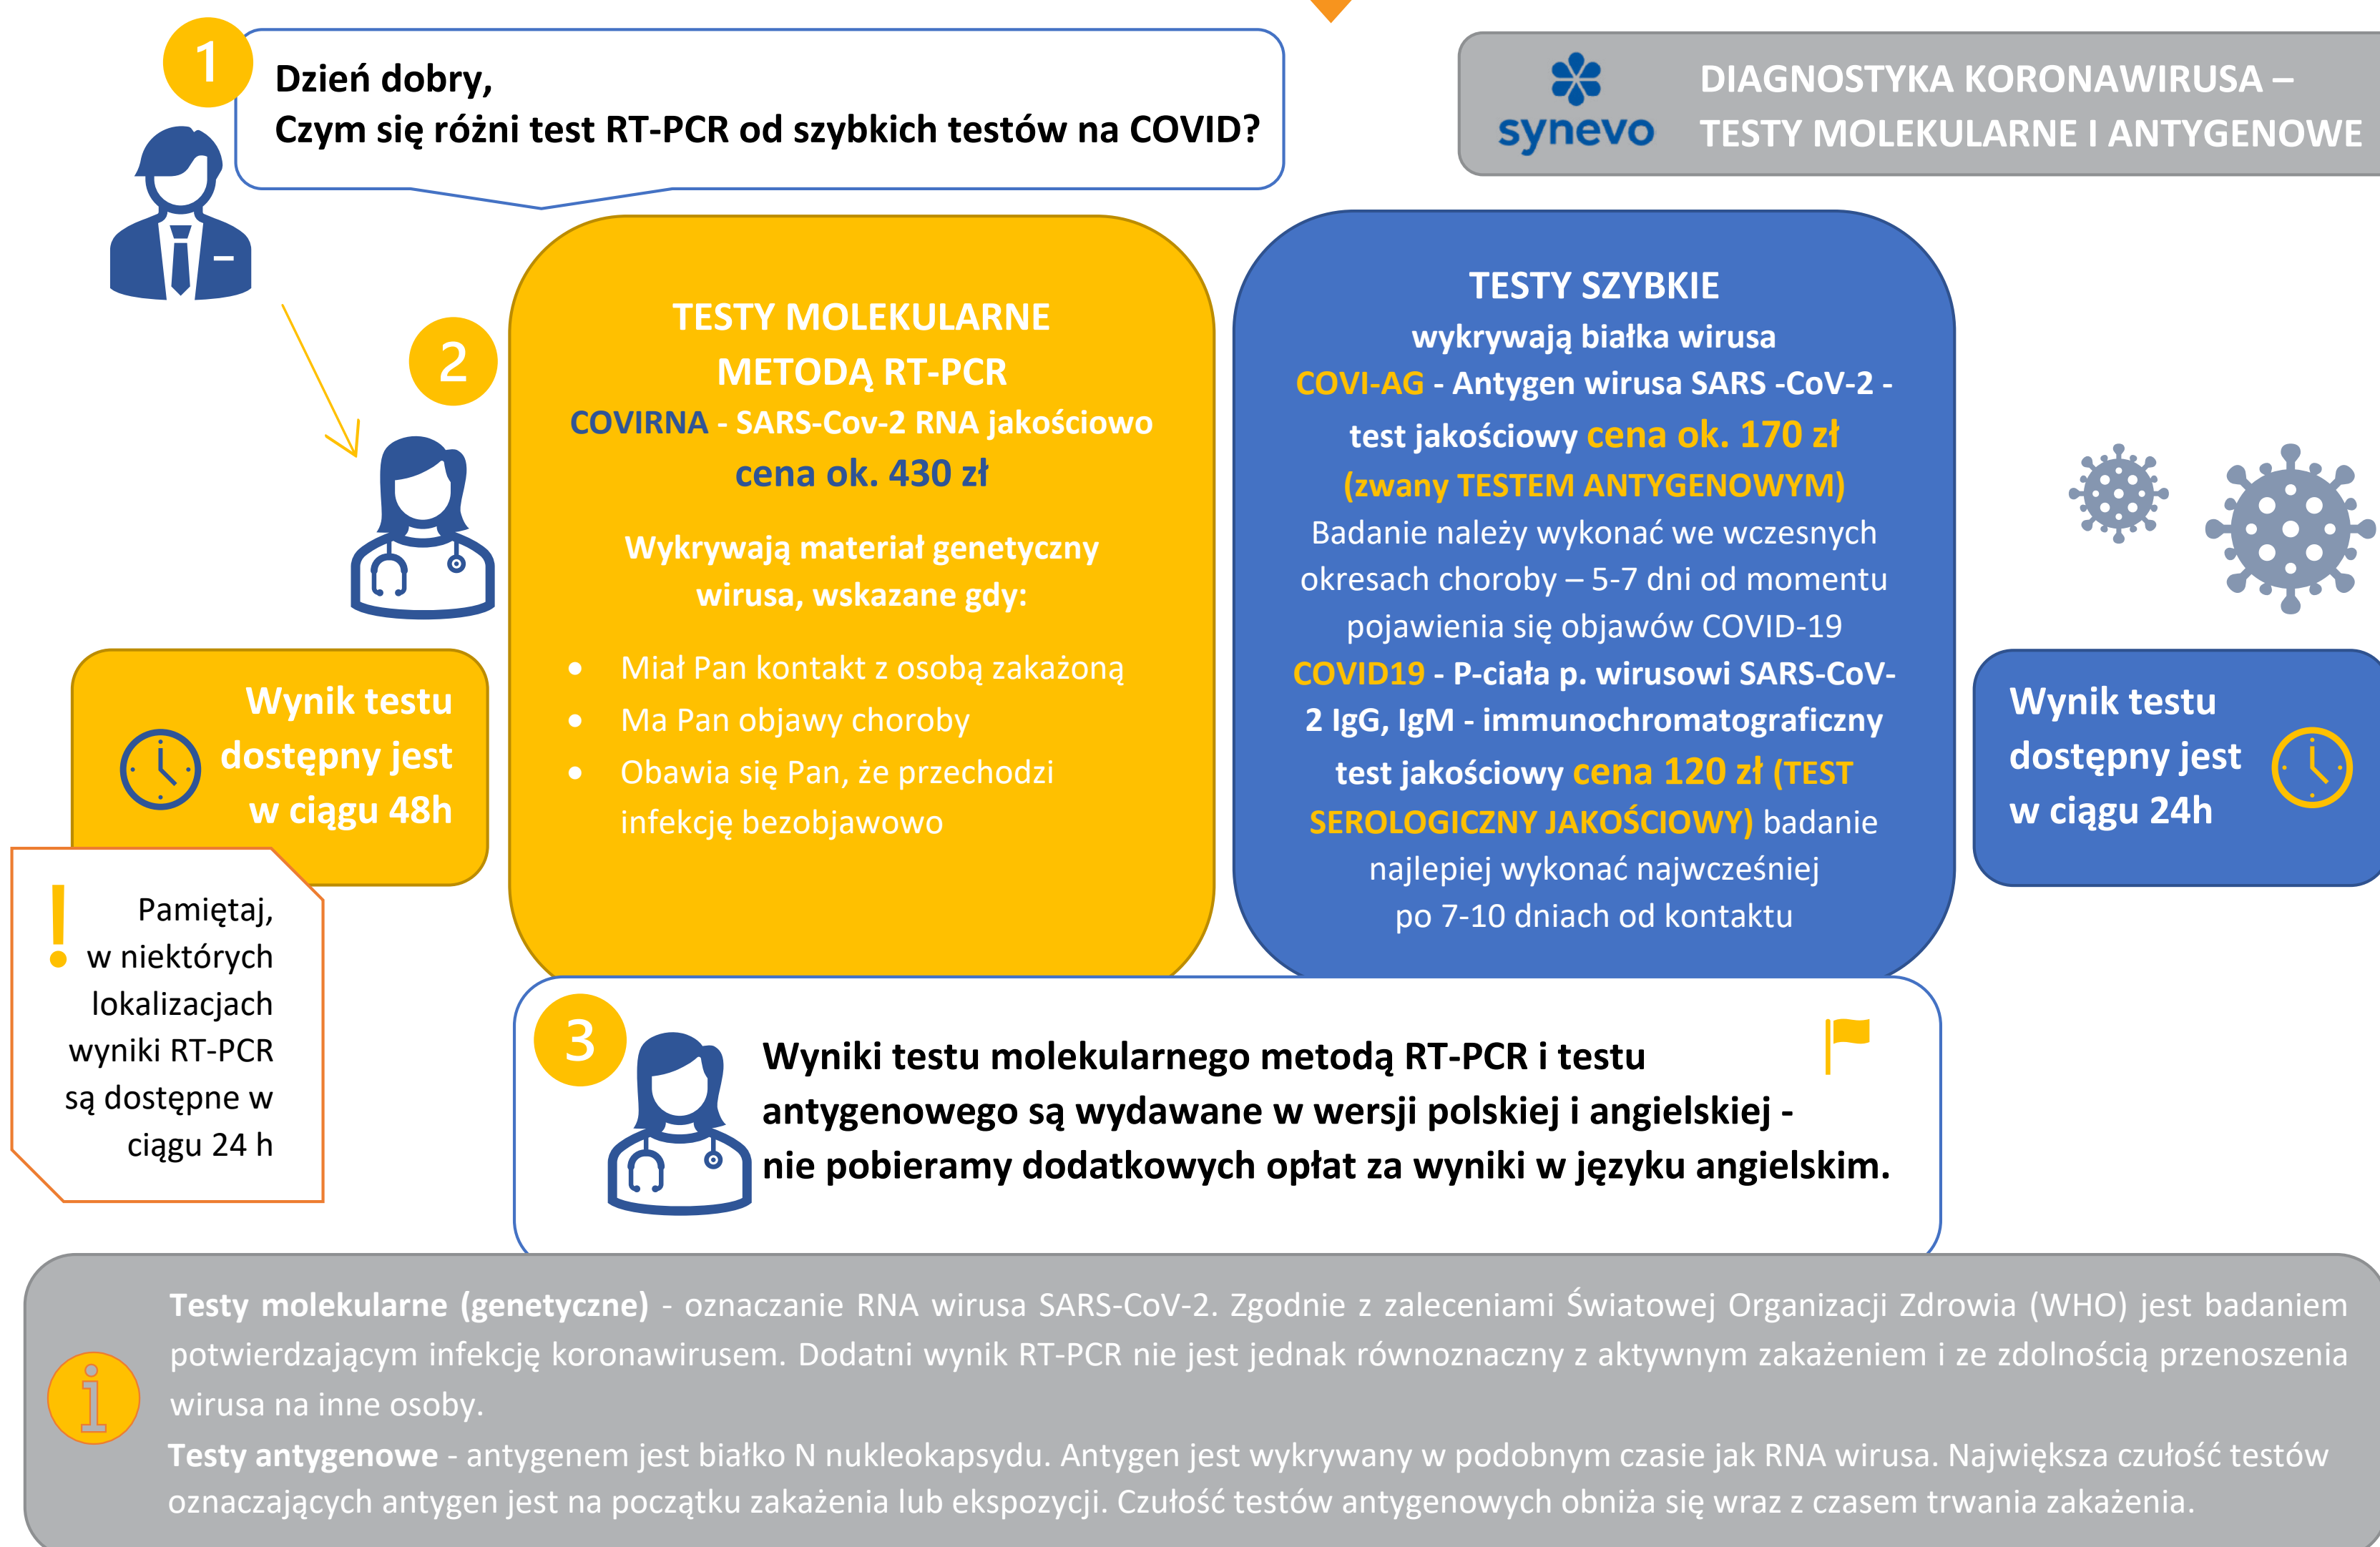 1
Dzień dobry,
Czym się różni test RT-PCR od szybkich testów na COVID?
synevo
DIAGNOSTYKA KORONAWIRUSA –
TESTY MOLEKULARNE I ANTYGENOWE
2
TESTY MOLEKULARNE
METODĄ RT-PCR
COVIRNA - SARS-Cov-2 RNA jakościowo
cena ok. 430 zł
Wykrywają materiał genetyczny
wirusa, wskazane gdy:
• Miał Pan kontakt z osobą zakażoną
• Ma Pan objawy choroby
• Obawia się Pan, że przechodzi
infekcję bezobjawowo
TESTY SZYBKIE
wykrywają białka wirusa
COVI-AG - Antygen wirusa SARS -CoV-2 -
test jakościowy cena ok. 170 zł
(zwany TESTEM ANTYGENOWYM)
Badanie należy wykonać we wczesnych
okresach choroby – 5-7 dni od momentu
pojawienia się objawów COVID-19
COVID19 - P-ciała p. wirusowi SARS-CoV-
2 IgG, IgM - immunochromatograficzny
test jakościowy cena 120 zł (TEST
SEROLOGICZNY JAKOŚCIOWY) badanie
najlepiej wykonać najwcześniej
po 7-10 dniach od kontaktu
Wynik testu
dostępny jest
w ciągu 48h
Wynik testu
dostępny jest
w ciągu 24h
!
Pamiętaj,
w niektórych
lokalizacjach
wyniki RT-PCR
są dostępne w
ciągu 24 h
3
Wyniki testu molekularnego metodą RT-PCR i testu
antygenowego są wydawane w wersji polskiej i angielskiej -
nie pobieramy dodatkowych opłat za wyniki w języku angielskim.
i
Testy molekularne (genetyczne) - oznaczanie RNA wirusa SARS-CoV-2. Zgodnie z zaleceniami Światowej Organizacji Zdrowia (WHO) jest badaniem
potwierdzającym infekcję koronawirusem. Dodatni wynik RT-PCR nie jest jednak równoznaczny z aktywnym zakażeniem i ze zdolnością przenoszenia
wirusa na inne osoby.
Testy antygenowe - antygenem jest białko N nukleokapsydu. Antygen jest wykrywany w podobnym czasie jak RNA wirusa. Największa czułość testów
oznaczających antygen jest na początku zakażenia lub ekspozycji. Czułość testów antygenowych obniża się wraz z czasem trwania zakażenia.